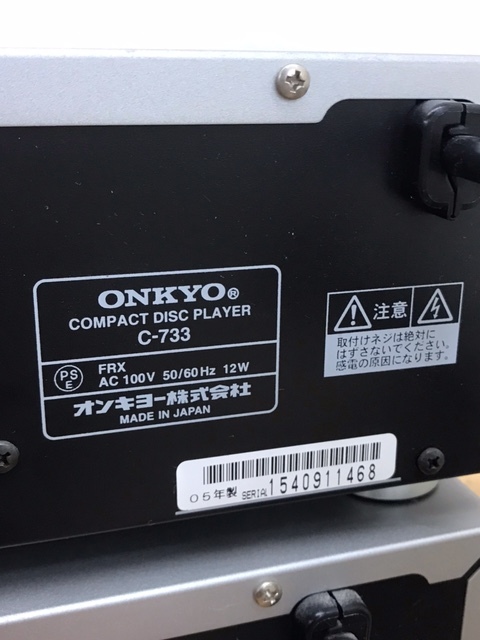 ONKYO®
COMPACT DISC PLAYER
C-733
PS
E
FRX
AC 100V 50/60Hz 12W
オンキヨー株式会社
MADE IN JAPAN
注意
取付けネジは絶対に
はずさないでください。
感電の原因になります。
05年製 SERIAL 1540911468